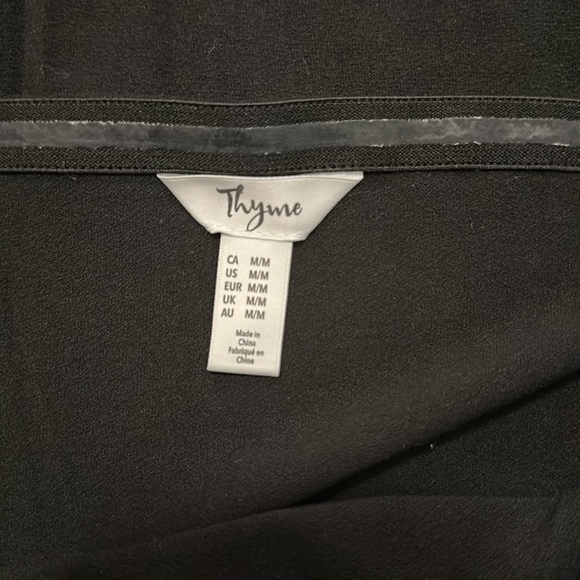 Thyme
CA M/M
US M/M
EUR M/M
UK M/M
AU M/M
Made in
China
Fabriqué en
Chine